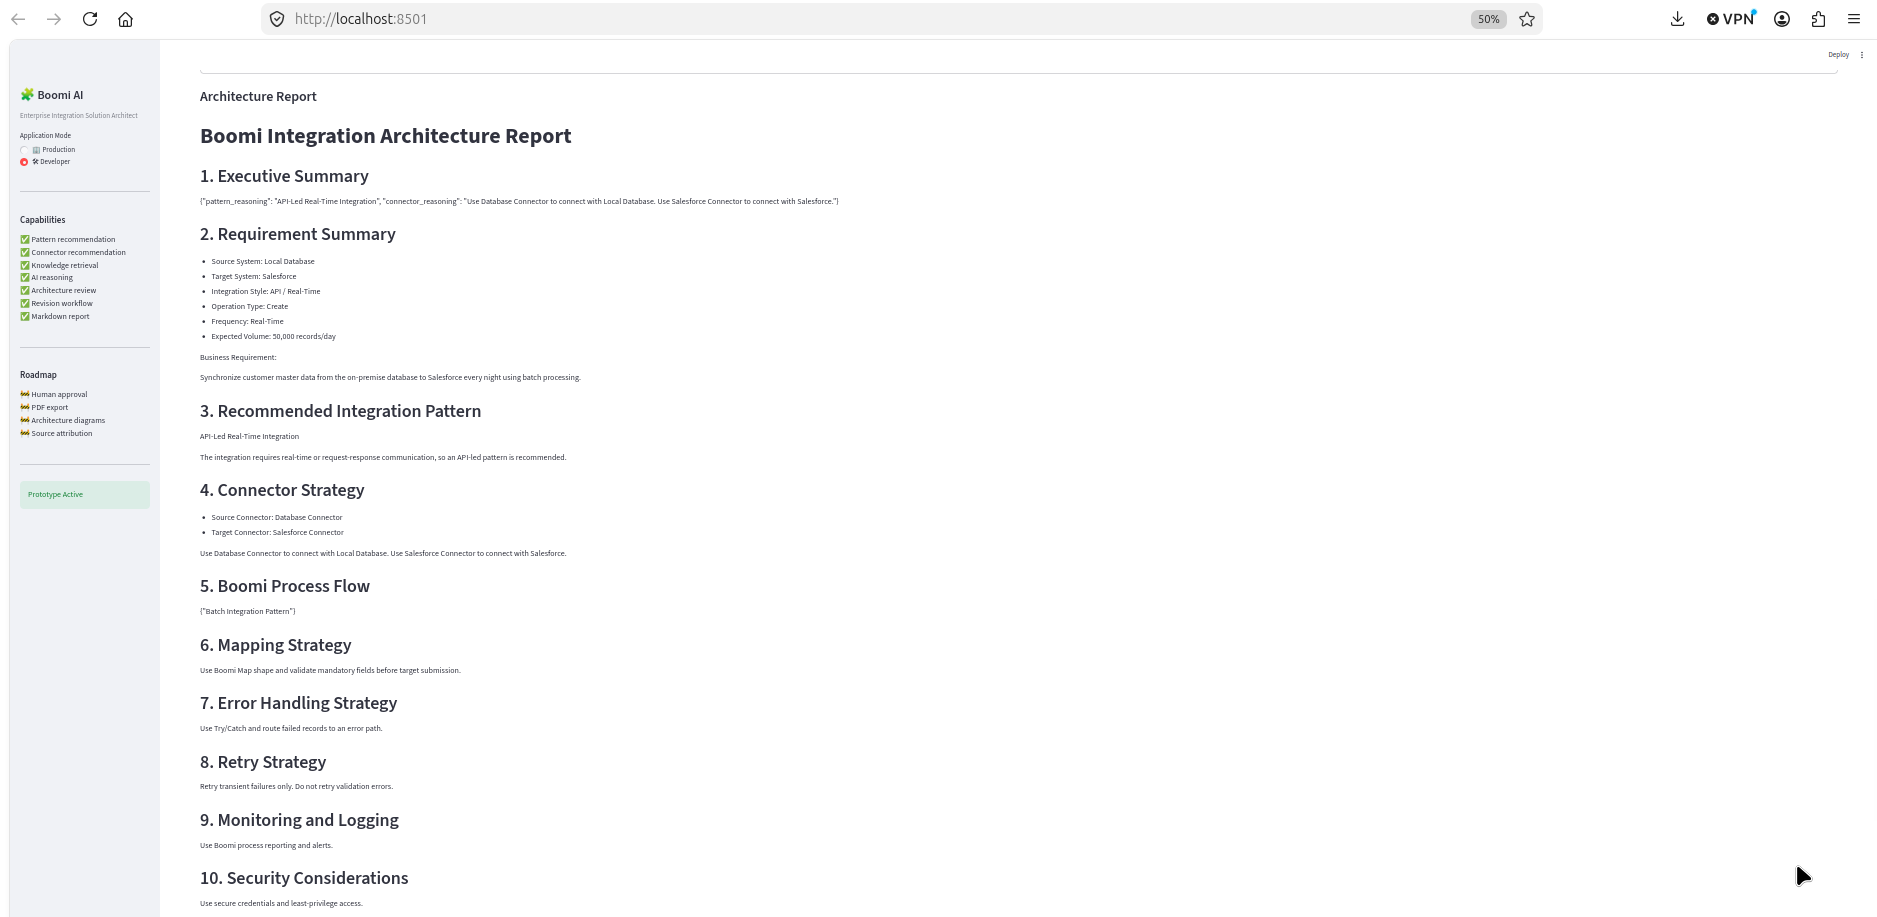 http://localhost:8501
50%
VPN
Deploy
🧩 Boomi AI
Enterprise Integration Solution Architect
Application Mode
🏢 Production
🛠 Developer
Capabilities
✅ Pattern recommendation
✅ Connector recommendation
✅ Knowledge retrieval
✅ AI reasoning
✅ Architecture review
✅ Revision workflow
✅ Markdown report
Roadmap
🚧 Human approval
🚧 PDF export
🚧 Architecture diagrams
🚧 Source attribution
Prototype Active
Architecture Report
Boomi Integration Architecture Report
1. Executive Summary
{"pattern_reasoning": "API-Led Real-Time Integration", "connector_reasoning": "Use Database Connector to connect with Local Database. Use Salesforce Connector to connect with Salesforce."}
2. Requirement Summary
• Source System: Local Database
• Target System: Salesforce
• Integration Style: API / Real-Time
• Operation Type: Create
• Frequency: Real-Time
• Expected Volume: 50,000 records/day
Business Requirement:
Synchronize customer master data from the on-premise database to Salesforce every night using batch processing.
3. Recommended Integration Pattern
API-Led Real-Time Integration
The integration requires real-time or request-response communication, so an API-led pattern is recommended.
4. Connector Strategy
• Source Connector: Database Connector
• Target Connector: Salesforce Connector
Use Database Connector to connect with Local Database. Use Salesforce Connector to connect with Salesforce.
5. Boomi Process Flow
{"Batch Integration Pattern"}
6. Mapping Strategy
Use Boomi Map shape and validate mandatory fields before target submission.
7. Error Handling Strategy
Use Try/Catch and route failed records to an error path.
8. Retry Strategy
Retry transient failures only. Do not retry validation errors.
9. Monitoring and Logging
Use Boomi process reporting and alerts.
10. Security Considerations
Use secure credentials and least-privilege access.